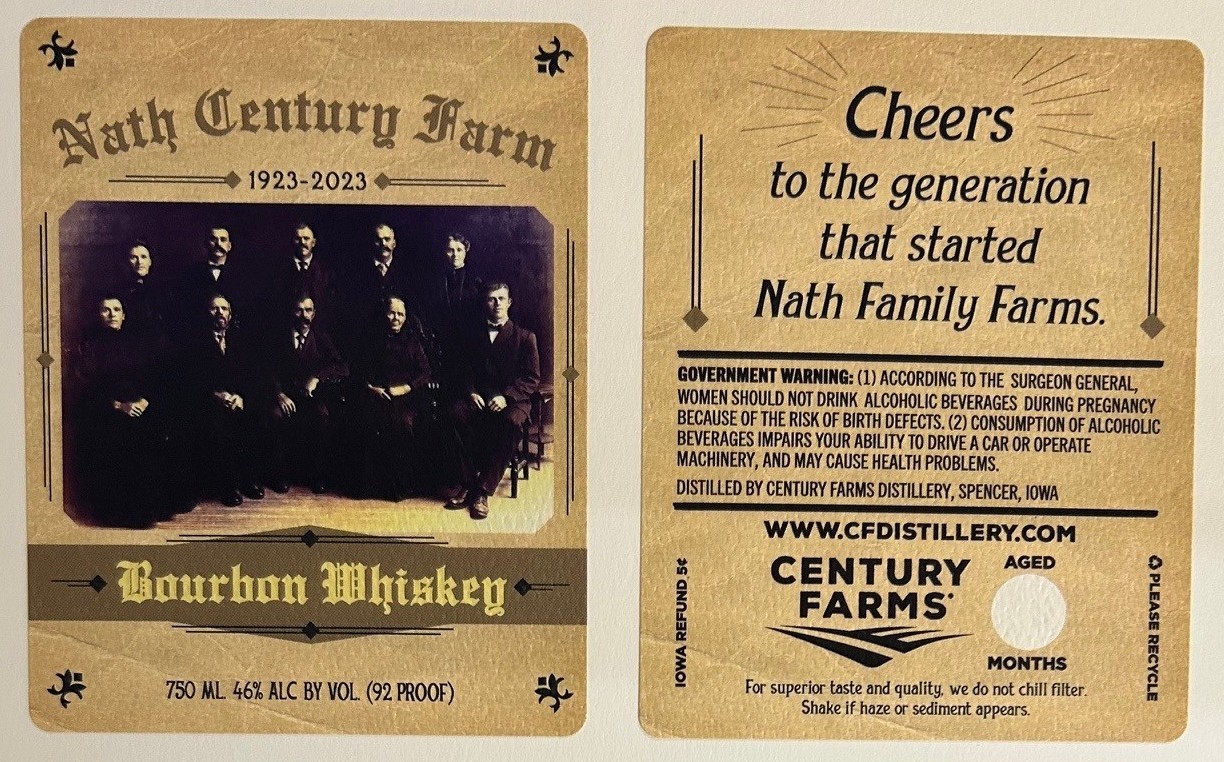 Nath Century Farm
1923-2023
Bourbon Whiskey
750 ML. 46% ALC BY VOL. (92 PROOF)
Cheers
to the generation
that started
Nath Family Farms.
GOVERNMENT WARNING: (1) ACCORDING TO THE SURGEON GENERAL,
WOMEN SHOULD NOT DRINK ALCOHOLIC BEVERAGES DURING PREGNANCY
BECAUSE OF THE RISK OF BIRTH DEFECTS. (2) CONSUMPTION OF ALCOHOLIC
BEVERAGES IMPAIRS YOUR ABILITY TO DRIVE A CAR OR OPERATE
MACHINERY, AND MAY CAUSE HEALTH PROBLEMS.
DISTILLED BY CENTURY FARMS DISTILLERY, SPENCER, IOWA
WWW.CFDISTILLERY.COM
IOWA REFUND 5¢
CENTURY
FARMS
AGED
MONTHS
PLEASE RECYCLE
For superior taste and quality, we do not chill filter.
Shake if haze or sediment appears.